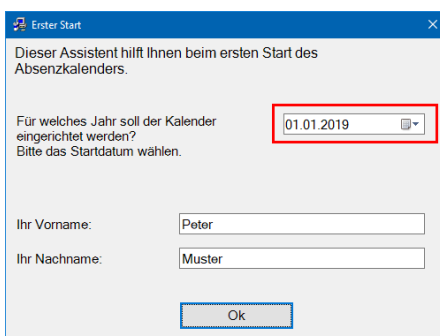 Erster Start
Dieser Assistent hilft Ihnen beim ersten Start des
Absenzkalenders.
Für welches Jahr soll der Kalender
eingerichtet werden?
Bitte das Startdatum wählen.
01.01.2019
Ihr Vorname:
Peter
Ihr Nachname:
Muster
Ok